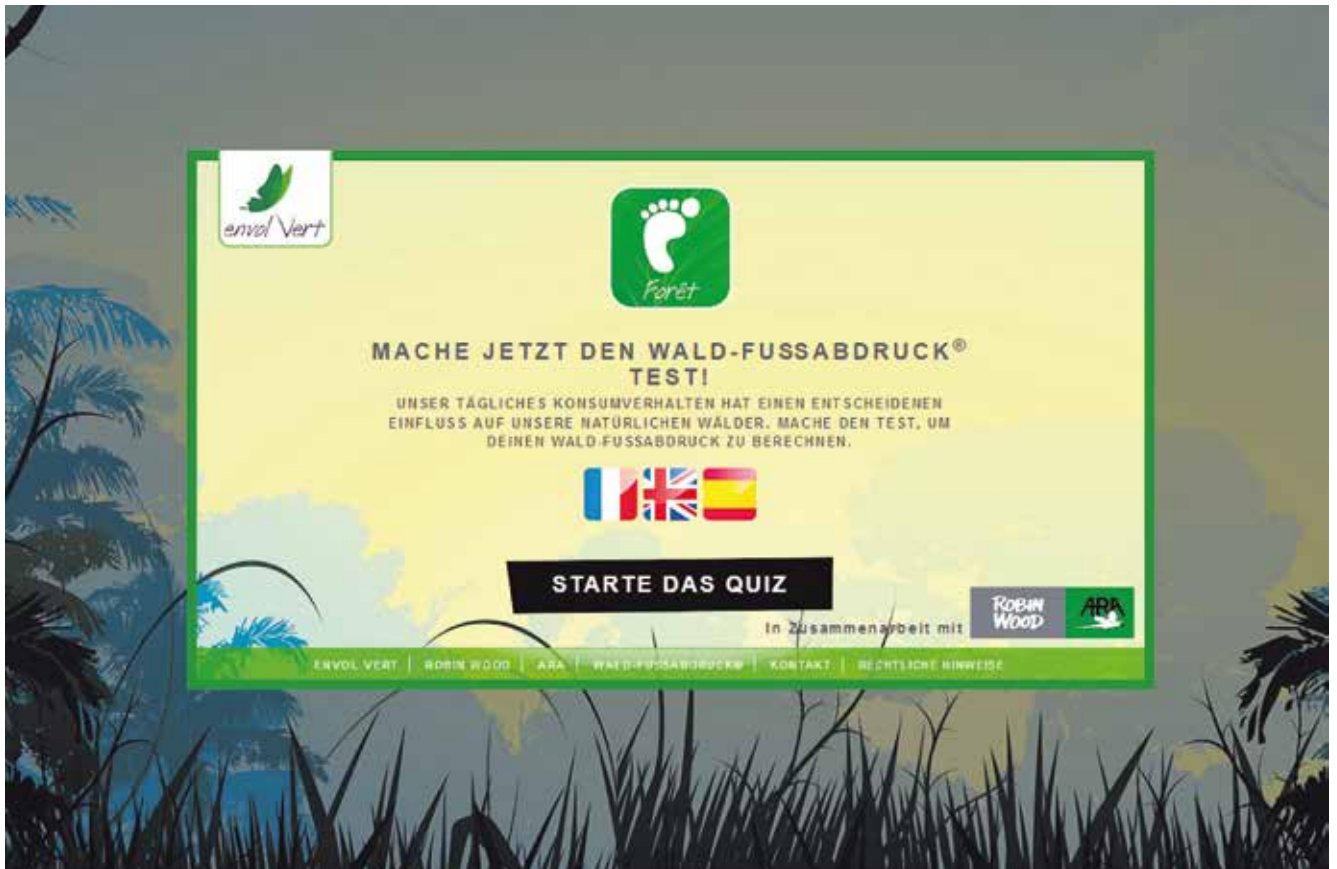 envol Vert
Forêt
MACHE JETZT DEN WALD-FUSSABDRUCK®
TEST!
UNSER TÄGLICHES KONSUMVERHALTEN HAT EINEN ENTSCHEIDENEN
EINFLUSS AUF UNSERE NATÜRLICHEN WÄLDER. MACHE DEN TEST, UM
DEINEN WALD-FUSSABDRUCK ZU BERECHNEN.
STARTE DAS QUIZ
In Zusammenarbeit mit
ROBIN
WOOD
ARA
ENVOL VERT | ROBIN WOOD | ARA | WALD-FUSSABDRUCK® | KONTAKT | RECHTLICHE HINWEISE